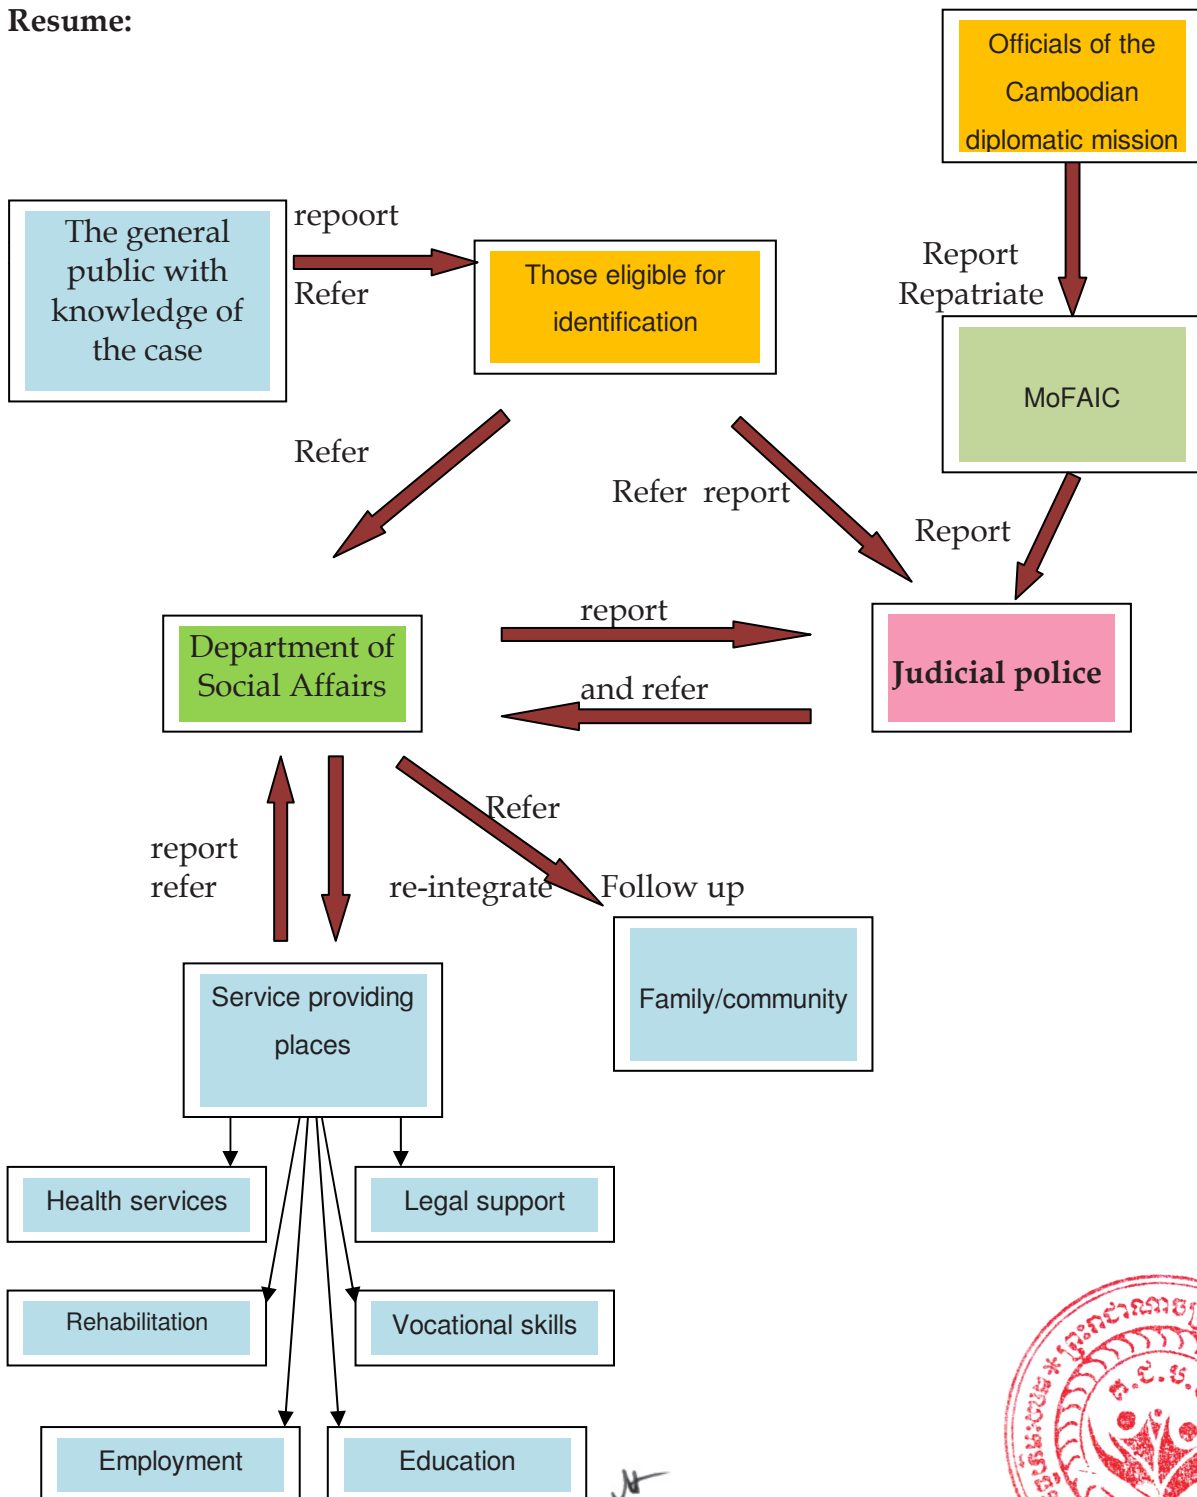 Resume:
Officials of the
Cambodian
diplomatic mission
The general
public with
knowledge of
the case
repoort
Refer
Those eligible for
identification
Report
Repatriate
MoFAIC
Refer
Refer report
Report
Department of
Social Affairs
report
and refer
Judicial police
report
refer
Refer
re-integrate
Follow up
Service providing
places
Family/community
Health services
Legal support
Rehabilitation
Vocational skills
Employment
Education